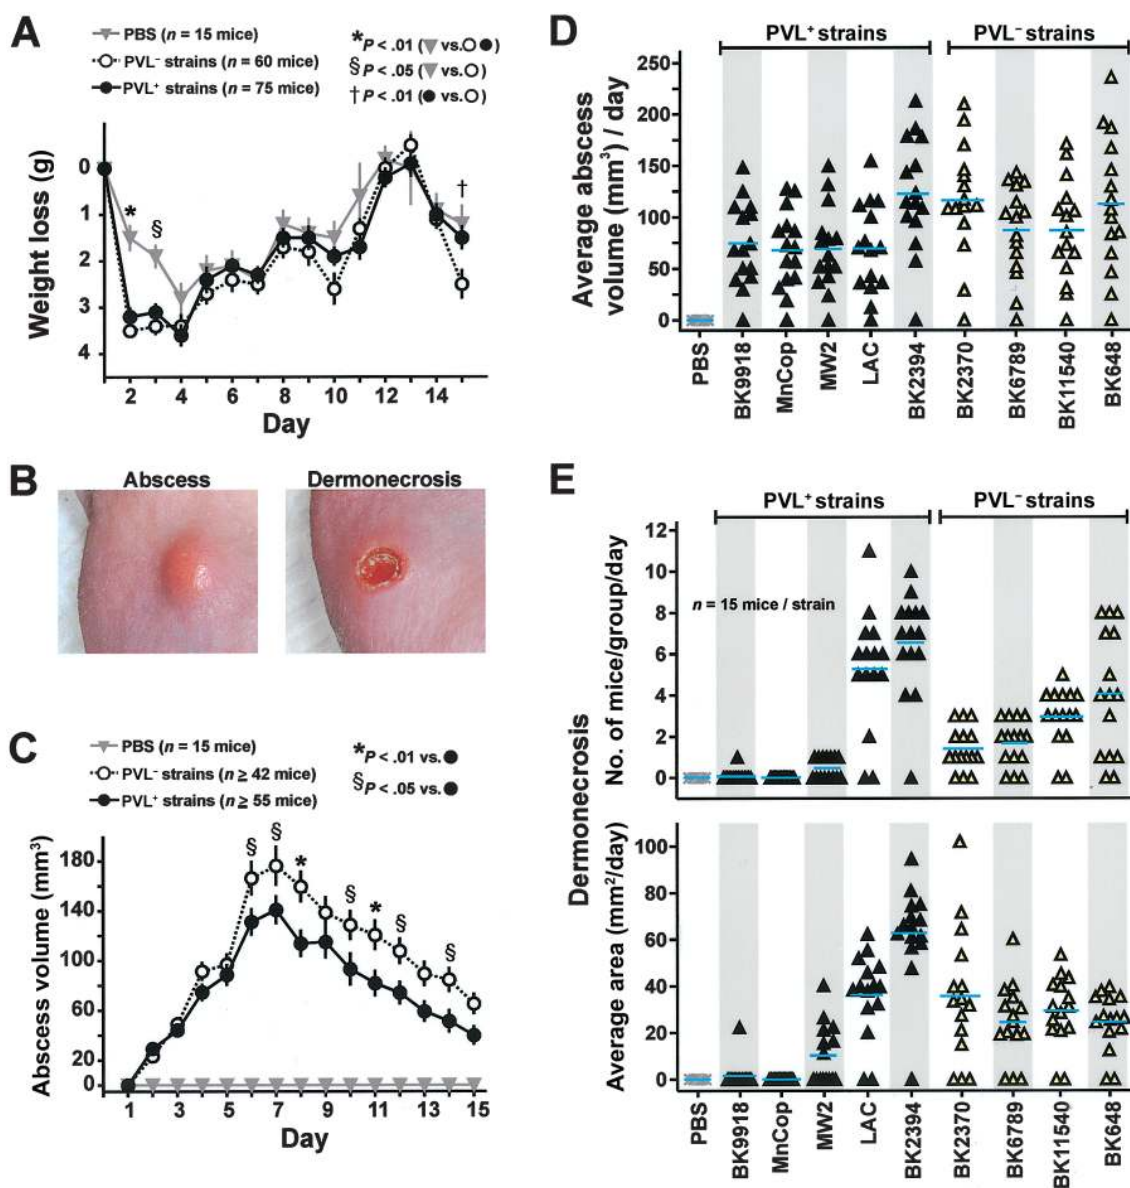 A
PBS (n = 15 mice)
PVL⁻ strains (n = 60 mice)
PVL⁺ strains (n = 75 mice)
*P < .01 (▼ vs.○ ●)
§P < .05 (▼ vs.○)
†P < .01 (● vs.○)
Weight loss (g)
0
1
2
3
4
*
§
†
2 4 6 8 10 12 14
Day
B
Abscess
Dermonecrosis
C
PBS (n = 15 mice)
PVL⁻ strains (n ≥ 42 mice)
PVL⁺ strains (n ≥ 55 mice)
*P < .01 vs.●
§P < .05 vs.●
Abscess volume (mm³)
180
140
100
60
20
0
§ § * § * § §
1 3 5 7 9 11 13 15
Day
D
PVL⁺ strains
PVL⁻ strains
Average abscess
volume (mm³) / day
250
200
150
100
50
0
PBS
BK9918
MnCop
MW2
LAC
BK2394
BK2370
BK6789
BK11540
BK648
E
PVL⁺ strains
PVL⁻ strains
Dermonecrosis
No. of mice/group/day
12
10
8
6
4
2
0
n = 15 mice / strain
Average area (mm²/day)
100
80
60
40
20
0
PBS
BK9918
MnCop
MW2
LAC
BK2394
BK2370
BK6789
BK11540
BK648